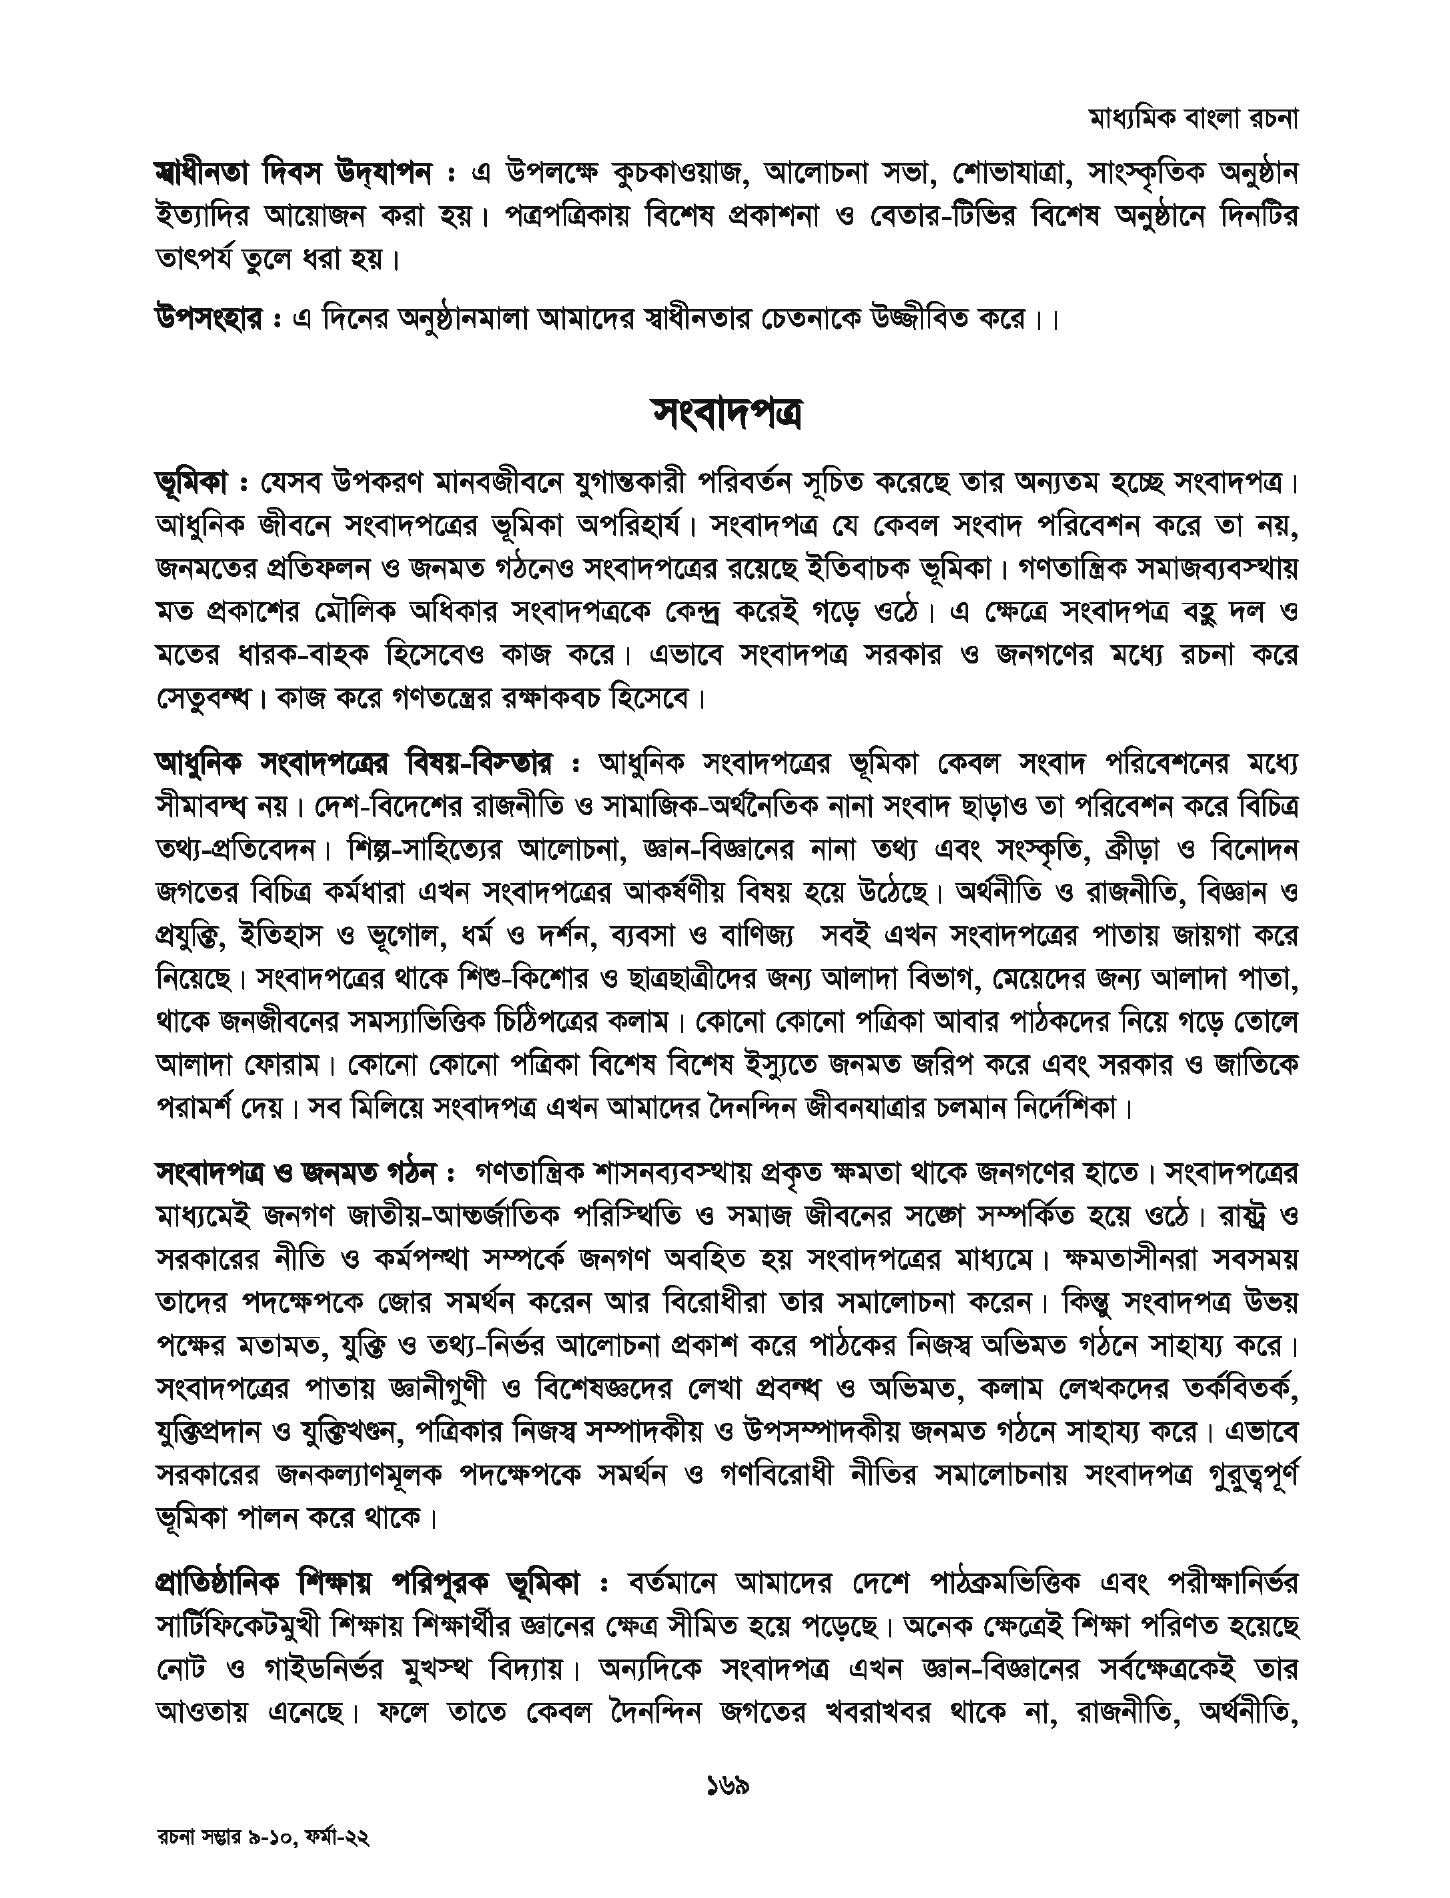 মাধ্যমিক বাংলা রচনা
স্বাধীনতা দিবস উদ্‌যাপন : এ উপলক্ষে কুচকাওয়াজ, আলোচনা সভা, শোভাযাত্রা, সাংস্কৃতিক অনুষ্ঠান
ইত্যাদির আয়োজন করা হয়। পত্রপত্রিকায় বিশেষ প্রকাশনা ও বেতার-টিভির বিশেষ অনুষ্ঠানে দিনটির
তাৎপর্য তুলে ধরা হয়।
উপসংহার : এ দিনের অনুষ্ঠানমালা আমাদের স্বাধীনতার চেতনাকে উজ্জীবিত করে।।
সংবাদপত্র
ভূমিকা : যেসব উপকরণ মানবজীবনে যুগান্তকারী পরিবর্তন সূচিত করেছে তার অন্যতম হচ্ছে সংবাদপত্র।
আধুনিক জীবনে সংবাদপত্রের ভূমিকা অপরিহার্য। সংবাদপত্র যে কেবল সংবাদ পরিবেশন করে তা নয়,
জনমতের প্রতিফলন ও জনমত গঠনেও সংবাদপত্রের রয়েছে ইতিবাচক ভূমিকা। গণতান্ত্রিক সমাজব্যবস্থায়
মত প্রকাশের মৌলিক অধিকার সংবাদপত্রকে কেন্দ্র করেই গড়ে ওঠে। এ ক্ষেত্রে সংবাদপত্র বহু দল ও
মতের ধারক-বাহক হিসেবেও কাজ করে। এভাবে সংবাদপত্র সরকার ও জনগণের মধ্যে রচনা করে
সেতুবন্ধ। কাজ করে গণতন্ত্রের রক্ষাকবচ হিসেবে।
আধুনিক সংবাদপত্রের বিষয়-বিস্তার : আধুনিক সংবাদপত্রের ভূমিকা কেবল সংবাদ পরিবেশনের মধ্যে
সীমাবদ্ধ নয়। দেশ-বিদেশের রাজনীতি ও সামাজিক-অর্থনৈতিক নানা সংবাদ ছাড়াও তা পরিবেশন করে বিচিত্র
তথ্য-প্রতিবেদন। শিল্প-সাহিত্যের আলোচনা, জ্ঞান-বিজ্ঞানের নানা তথ্য এবং সংস্কৃতি, ক্রীড়া ও বিনোদন
জগতের বিচিত্র কর্মধারা এখন সংবাদপত্রের আকর্ষণীয় বিষয় হয়ে উঠেছে। অর্থনীতি ও রাজনীতি, বিজ্ঞান ও
প্রযুক্তি, ইতিহাস ও ভূগোল, ধর্ম ও দর্শন, ব্যবসা ও বাণিজ্য সবই এখন সংবাদপত্রের পাতায় জায়গা করে
নিয়েছে। সংবাদপত্রের থাকে শিশু-কিশোর ও ছাত্রছাত্রীদের জন্য আলাদা বিভাগ, মেয়েদের জন্য আলাদা পাতা,
থাকে জনজীবনের সমস্যাভিত্তিক চিঠিপত্রের কলাম। কোনো কোনো পত্রিকা আবার পাঠকদের নিয়ে গড়ে তোলে
আলাদা ফোরাম। কোনো কোনো পত্রিকা বিশেষ বিশেষ ইস্যুতে জনমত জরিপ করে এবং সরকার ও জাতিকে
পরামর্শ দেয়। সব মিলিয়ে সংবাদপত্র এখন আমাদের দৈনন্দিন জীবনযাত্রার চলমান নির্দেশিকা।
সংবাদপত্র ও জনমত গঠন : গণতান্ত্রিক শাসনব্যবস্থায় প্রকৃত ক্ষমতা থাকে জনগণের হাতে। সংবাদপত্রের
মাধ্যমেই জনগণ জাতীয়-আন্তর্জাতিক পরিস্থিতি ও সমাজ জীবনের সঙ্গে সম্পর্কিত হয়ে ওঠে। রাষ্ট্র ও
সরকারের নীতি ও কর্মপন্থা সম্পর্কে জনগণ অবহিত হয় সংবাদপত্রের মাধ্যমে। ক্ষমতাসীনরা সবসময়
তাদের পদক্ষেপকে জোর সমর্থন করেন আর বিরোধীরা তার সমালোচনা করেন। কিন্তু সংবাদপত্র উভয়
পক্ষের মতামত, যুক্তি ও তথ্য-নির্ভর আলোচনা প্রকাশ করে পাঠকের নিজস্ব অভিমত গঠনে সাহায্য করে।
সংবাদপত্রের পাতায় জ্ঞানীগুণী ও বিশেষজ্ঞদের লেখা প্রবন্ধ ও অভিমত, কলাম লেখকদের তর্কবিতর্ক,
যুক্তিপ্রদান ও যুক্তিখণ্ডন, পত্রিকার নিজস্ব সম্পাদকীয় ও উপসম্পাদকীয় জনমত গঠনে সাহায্য করে। এভাবে
সরকারের জনকল্যাণমূলক পদক্ষেপকে সমর্থন ও গণবিরোধী নীতির সমালোচনায় সংবাদপত্র গুরুত্বপূর্ণ
ভূমিকা পালন করে থাকে।
প্রাতিষ্ঠানিক শিক্ষায় পরিপূরক ভূমিকা : বর্তমানে আমাদের দেশে পাঠক্রমভিত্তিক এবং পরীক্ষানির্ভর
সার্টিফিকেটমুখী শিক্ষায় শিক্ষার্থীর জ্ঞানের ক্ষেত্র সীমিত হয়ে পড়েছে। অনেক ক্ষেত্রেই শিক্ষা পরিণত হয়েছে
নোট ও গাইডনির্ভর মুখস্থ বিদ্যায়। অন্যদিকে সংবাদপত্র এখন জ্ঞান-বিজ্ঞানের সর্বক্ষেত্রকেই তার
আওতায় এনেছে। ফলে তাতে কেবল দৈনন্দিন জগতের খবরাখবর থাকে না, রাজনীতি, অর্থনীতি,
১৬৯
রচনা সম্ভার ৯-১০, ফর্মা-২২